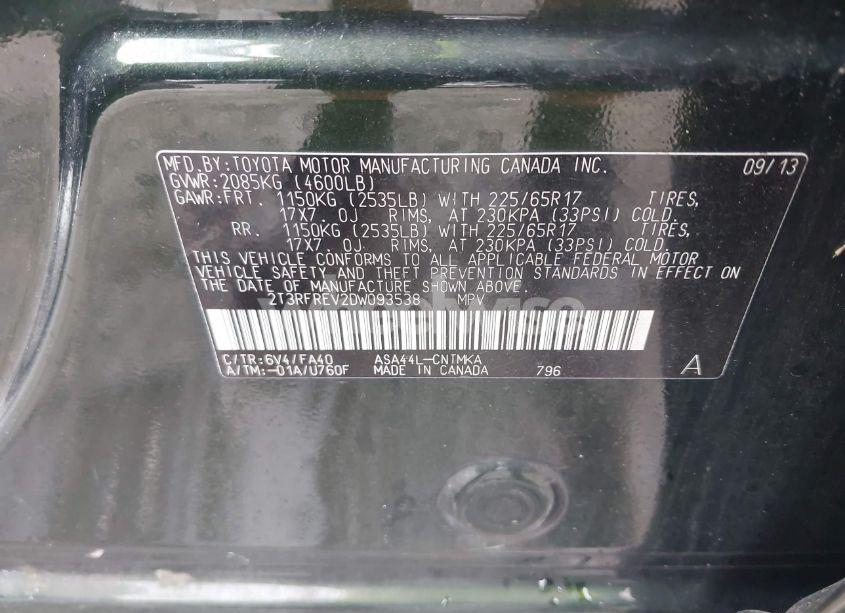 MFD.BY:TOYOTA MOTOR MANUFACTURING CANADA INC. 09/13
GVWR:2085KG (4600LB)
GAWR:FRT. 1150KG (2535LB) WITH 225/65R17 TIRES,
17X7.0J RIMS, AT 230KPA (33PSI) COLD.
RR. 1150KG (2535LB) WITH 225/65R17 TIRES,
17X7.0J RIMS, AT 230KPA (33PSI) COLD.
THIS VEHICLE CONFORMS TO ALL APPLICABLE FEDERAL MOTOR
VEHICLE SAFETY AND THEFT PREVENTION STANDARDS IN EFFECT ON
THE DATE OF MANUFACTURE SHOWN ABOVE.
2T3RFREV2DW093538 MPV
C/TR:6V4/FA40 ASA44L-CNTMKA
A/TM:-01A/U760F MADE IN CANADA 796 A